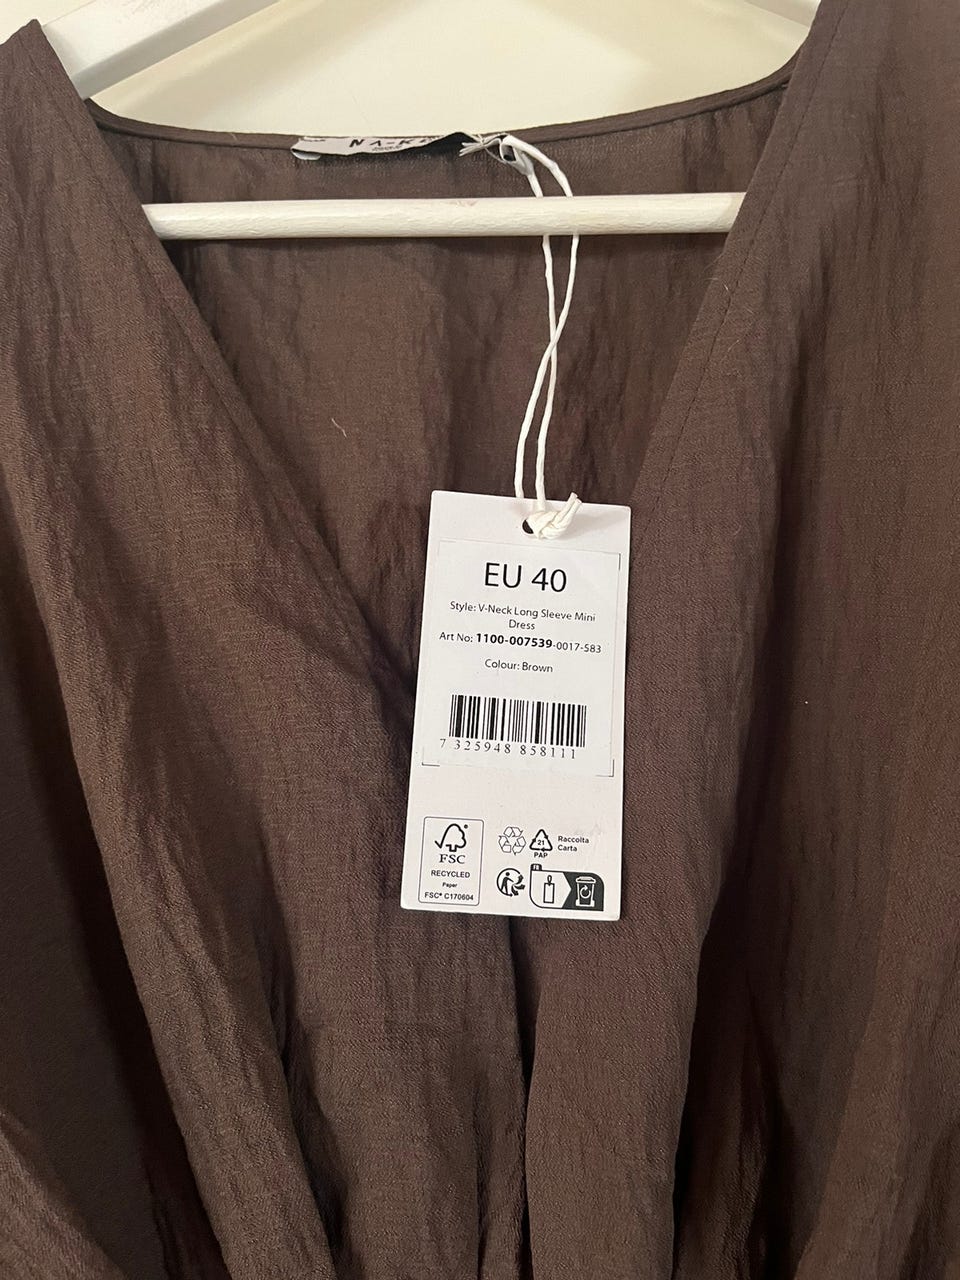 EU 40
Style: V-Neck Long Sleeve Mini
Dress
Art No: 1100-007539-0017-583
Colour: Brown
7 325948 858111
FSC®
RECYCLED
Paper
FSC® C170604
21
PAP
Raccolta
Carta
FR